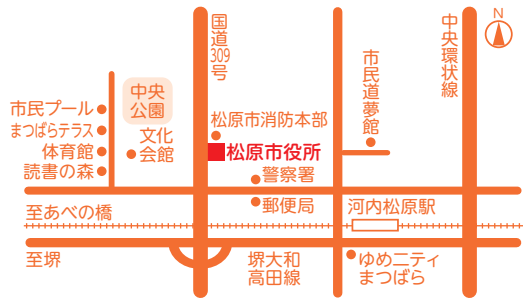 国道309号
中央環状線
N
市民道夢館
中央
公園
市民プール
まつばらテラス
体育館
読書の森
文化
会館
松原市消防本部
松原市役所
警察署
郵便局
河内松原駅
至あべの橋
至堺
堺大和
高田線
ゆめニティ
まつばら